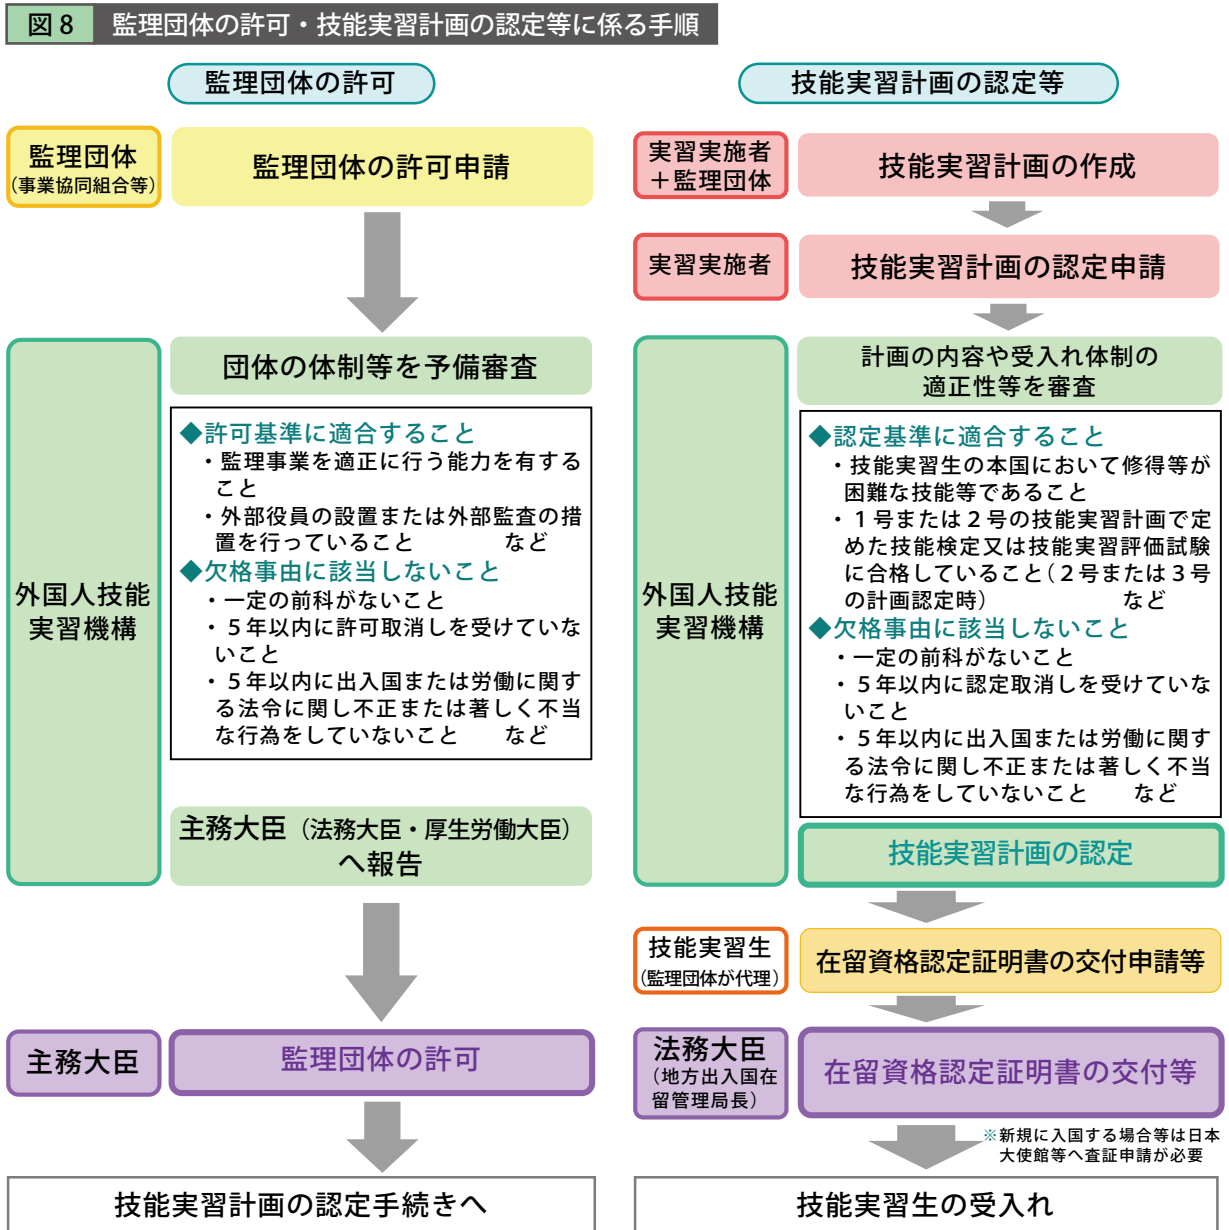 図8 監理団体の許可・技能実習計画の認定等に係る手順
監理団体の許可
監理団体
(事業協同組合等)
監理団体の許可申請
外国人技能
実習機構
団体の体制等を予備審査
◆許可基準に適合すること
・監理事業を適正に行う能力を有する
こと
・外部役員の設置または外部監査の措
置を行っていること　など
◆欠格事由に該当しないこと
・一定の前科がないこと
・5年以内に許可取消しを受けていな
いこと
・5年以内に出入国または労働に関す
る法令に関し不正または著しく不当
な行為をしていないこと　など
主務大臣（法務大臣・厚生労働大臣）
へ報告
主務大臣
監理団体の許可
技能実習計画の認定手続きへ
技能実習計画の認定等
実習実施者
＋監理団体
技能実習計画の作成
実習実施者
技能実習計画の認定申請
外国人技能
実習機構
計画の内容や受入れ体制の
適正性等を審査
◆認定基準に適合すること
・技能実習生の本国において修得等が
困難な技能等であること
・1号または2号の技能実習計画で定
めた技能検定又は技能実習評価試験
に合格していること（2号または3号
の計画認定時）　など
◆欠格事由に該当しないこと
・一定の前科がないこと
・5年以内に認定取消しを受けていな
いこと
・5年以内に出入国または労働に関す
る法令に関し不正または著しく不当
な行為をしていないこと　など
技能実習計画の認定
技能実習生
(監理団体が代理)
在留資格認定証明書の交付申請等
法務大臣
（地方出入国在
留管理局長）
在留資格認定証明書の交付等
※新規に入国する場合等は日本
大使館等へ査証申請が必要
技能実習生の受入れ